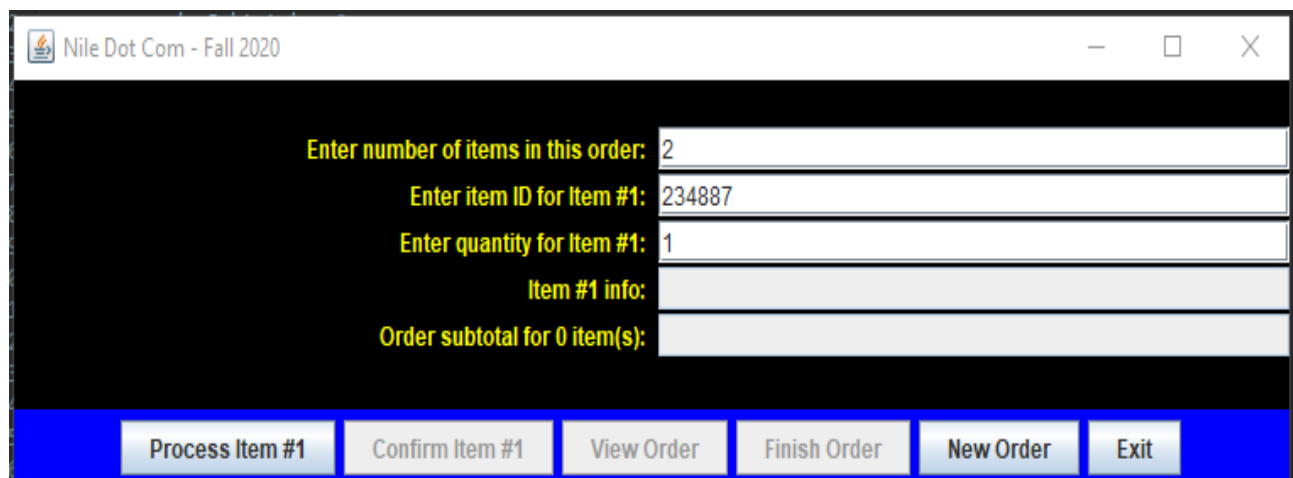 Nile Dot Com - Fall 2020
Enter number of items in this order: 2
Enter item ID for Item #1: 234887
Enter quantity for Item #1: 1
Item #1 info:
Order subtotal for 0 item(s):
Process Item #1 Confirm Item #1 View Order Finish Order New Order Exit